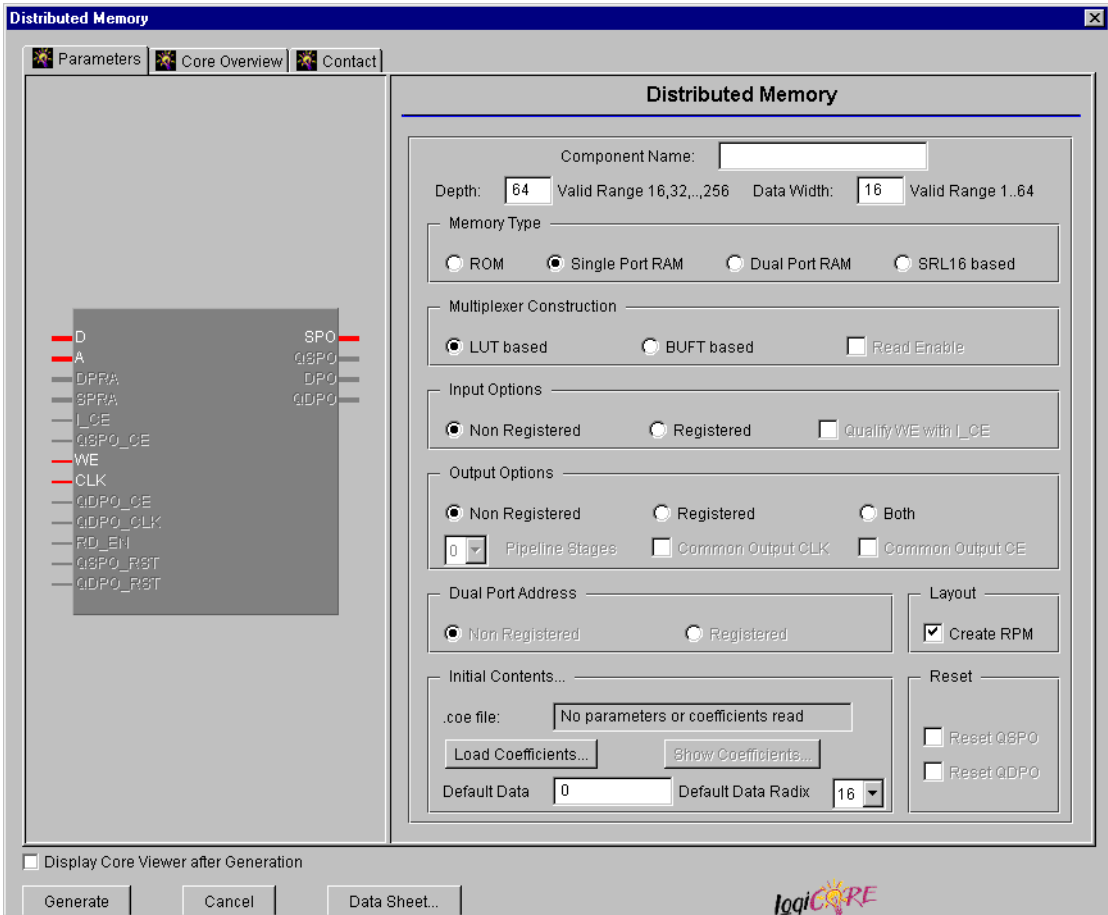 Distributed Memory
Parameters Core Overview Contact
Distributed Memory
Component Name:
Depth: 64 Valid Range 16,32,..,256 Data Width: 16 Valid Range 1..64
Memory Type
ROM Single Port RAM Dual Port RAM SRL16 based
Multiplexer Construction
LUT based BUFT based Read Enable
Input Options
Non Registered Registered Qualify WE with I_CE
Output Options
Non Registered Registered Both
0 Pipeline Stages Common Output CLK Common Output CE
Dual Port Address
Non Registered Registered
Layout
Create RPM
Initial Contents...
.coe file: No parameters or coefficients read
Load Coefficients... Show Coefficients...
Default Data 0 Default Data Radix 16
Reset
Reset QSPO
Reset QDPO
D SPO
A QSPO
DPRA DPO
SPRA QDPO
I_CE
QSPO_CE
WE
CLK
QDPO_CE
QDPO_CLK
RD_EN
QSPO_RST
QDPO_RST
Display Core Viewer after Generation
Generate Cancel Data Sheet...
logiCORE